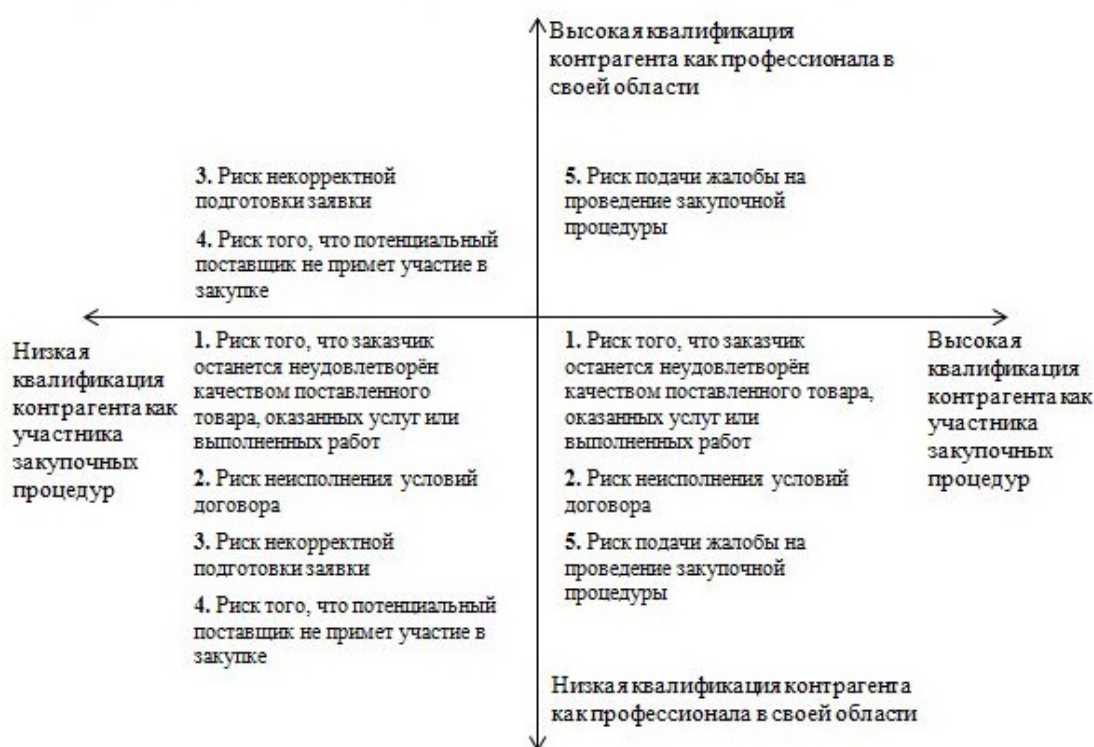 Высокая квалификация
контрагента как профессионала в
своей области
3. Риск некорректной
подготовки заявки
4. Риск того, что потенциальный
поставщик не примет участие в
закупке
5. Риск подачи жалобы на
проведение закупочной
процедуры
Низкая
квалификация
контрагента как
участника
закупочных
процедур
1. Риск того, что заказчик
останется неудовлетворён
качеством поставленного
товара, оказанных услуг или
выполненных работ
2. Риск неисполнения условий
договора
3. Риск некорректной
подготовки заявки
4. Риск того, что потенциальный
поставщик не примет участие в
закупке
1. Риск того, что заказчик
останется неудовлетворён
качеством поставленного товара,
оказанных услуг или
выполненных работ
2. Риск неисполнения условий
договора
5. Риск подачи жалобы на
проведение закупочной
процедуры
Высокая
квалификация
контрагента как
участника
закупочных
процедур
Низкая квалификация контрагента
как профессионала в своей области